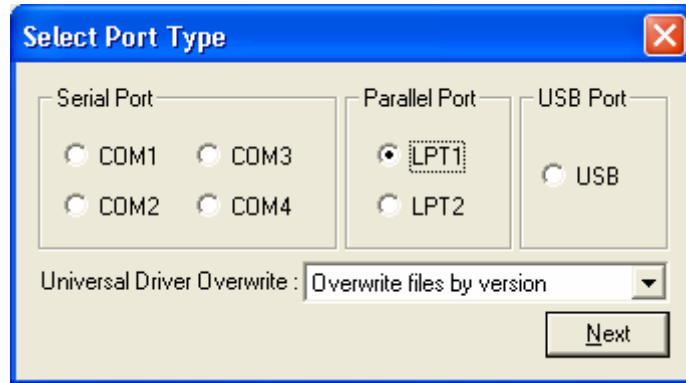 Select Port Type
Serial Port
COM1 COM3
COM2 COM4
Parallel Port
LPT1
LPT2
USB Port
USB
Universal Driver Overwrite : Overwrite files by version
Next